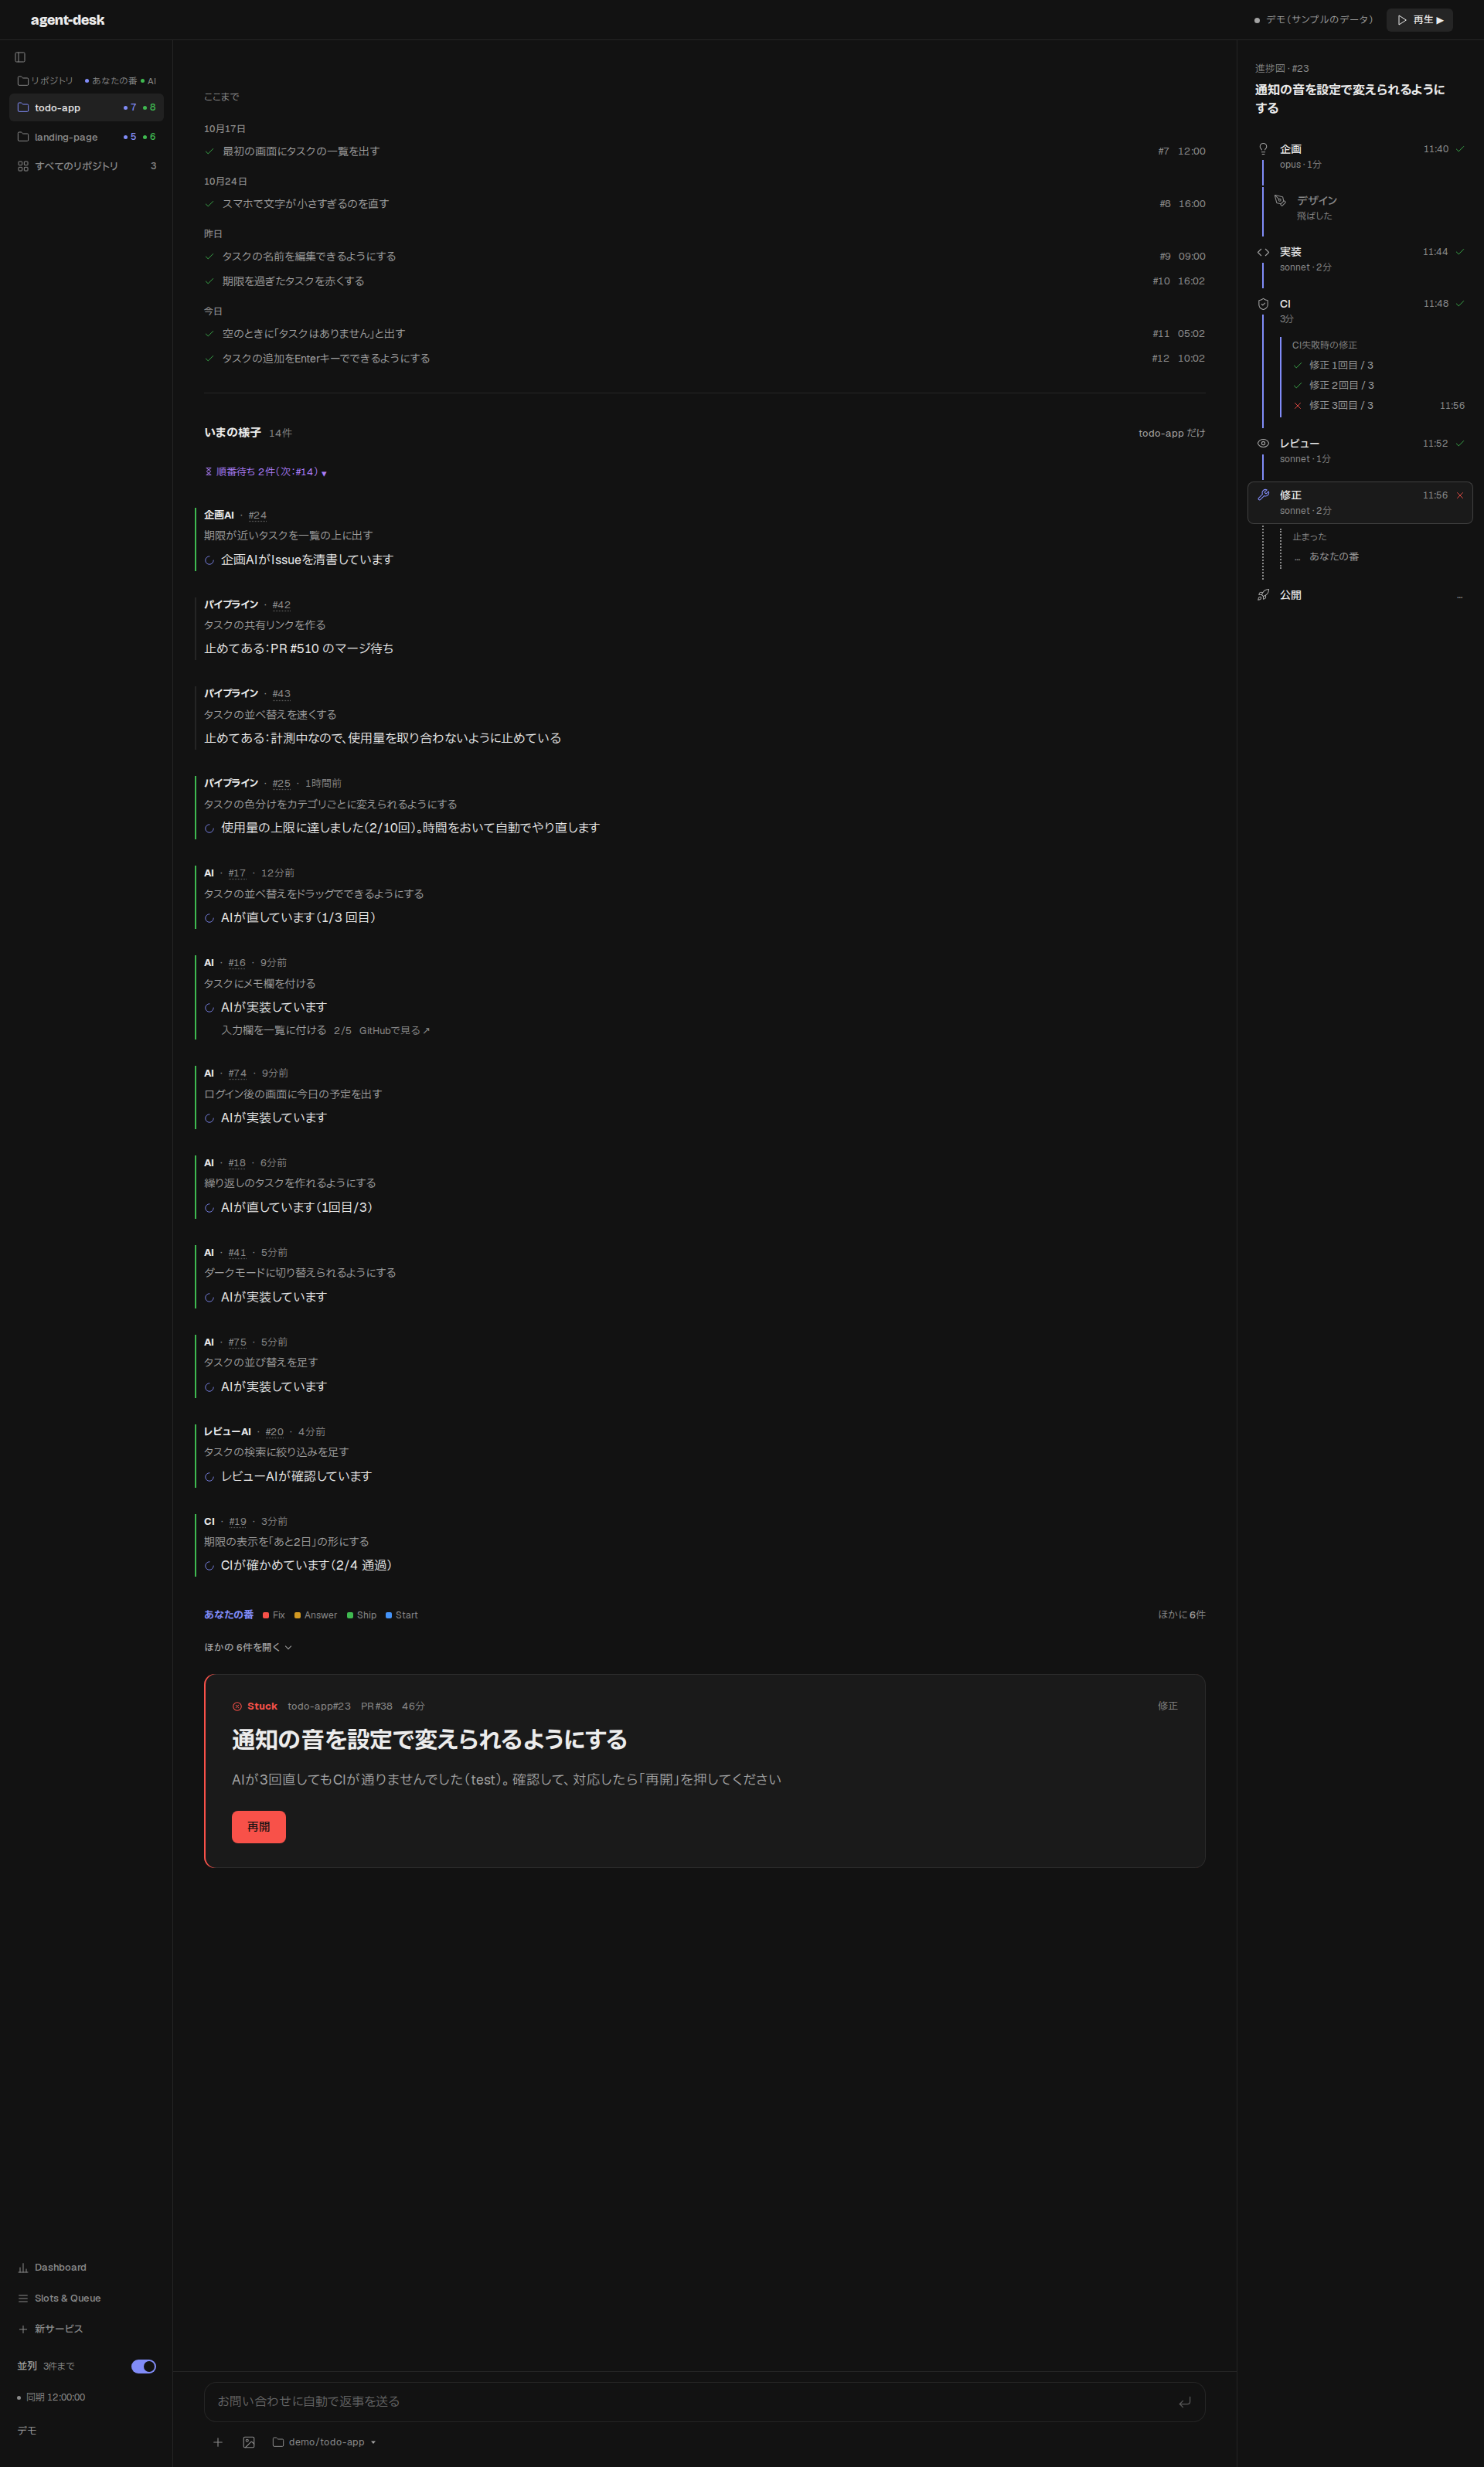 agent-desk
デモ（サンプルのデータ）
再生 ▶
リポジトリ
あなたの番
AI
todo-app
7
8
landing-page
5
6
すべてのリポジトリ
3
ここまで
10月17日
最初の画面にタスクの一覧を出す
#7 12:00
10月24日
スマホで文字が小さすぎるのを直す
#8 16:00
昨日
タスクの名前を編集できるようにする
#9 09:00
期限を過ぎたタスクを赤くする
#10 16:02
今日
空のときに「タスクはありません」と出す
#11 05:02
タスクの追加をEnterキーでできるようにする
#12 10:02
いまの様子 14件
todo-app だけ
順番待ち 2件（次：#14） ▾
企画AI · #24
期限が近いタスクを一覧の上に出す
企画AIがIssueを清書しています
パイプライン · #42
タスクの共有リンクを作る
止めてある：PR #510 のマージ待ち
パイプライン · #43
タスクの並べ替えを速くする
止めてある：計測中なので、使用量を取り合わないように止めている
パイプライン · #25 · 1時間前
タスクの色分けをカテゴリごとに変えられるようにする
使用量の上限に達しました（2/10回）。時間をおいて自動でやり直します
AI · #17 · 12分前
タスクの並べ替えをドラッグでできるようにする
AIが直しています（1/3 回目）
AI · #16 · 9分前
タスクにメモ欄を付ける
AIが実装しています
入力欄を一覧に付ける 2/5 GitHubで見る ↗
AI · #74 · 9分前
ログイン後の画面に今日の予定を出す
AIが実装しています
AI · #18 · 6分前
繰り返しのタスクを作れるようにする
AIが直しています（1回目/3）
AI · #41 · 5分前
ダークモードに切り替えられるようにする
AIが実装しています
AI · #75 · 5分前
タスクの並び替えを足す
AIが実装しています
レビューAI · #20 · 4分前
タスクの検索に絞り込みを足す
レビューAIが確認しています
CI · #19 · 3分前
期限の表示を「あと2日」の形にする
CIが確かめています（2/4 通過）
あなたの番 Fix Answer Ship Start
ほかに 6件
ほかの 6件を開く
Stuck todo-app#23 PR#38 46分
修正
通知の音を設定で変えられるようにする
AIが3回直してもCIが通りませんでした（test）。確認して、対応したら「再開」を押してください
再開
進捗図 · #23
通知の音を設定で変えられるように
する
企画 11:40
opus · 1分
デザイン
飛ばした
実装 11:44
sonnet · 2分
CI 11:48
3分
CI失敗時の修正
修正 1回目 / 3
修正 2回目 / 3
修正 3回目 / 3 11:56
レビュー 11:52
sonnet · 1分
修正 11:56
sonnet · 2分
止まった
… あなたの番
公開 …
Dashboard
Slots & Queue
新サービス
並列 3件まで
同期 12:00:00
デモ
お問い合わせに自動で返事を送る
demo/todo-app ▾